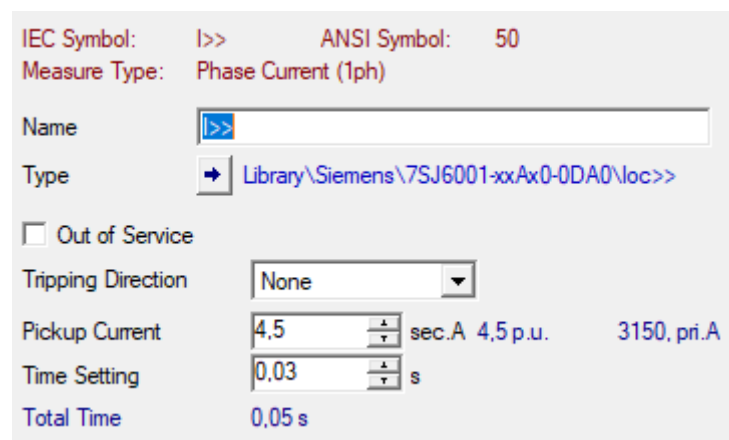 IEC Symbol: I>> ANSI Symbol: 50
Measure Type: Phase Current (1ph)
Name I>>
Type Library\Siemens\7SJ6001-xxAx0-0DA0\Ioc>>
Out of Service
Tripping Direction None
Pickup Current 4,5 sec.A 4,5 p.u. 3150, pri.A
Time Setting 0,03 s
Total Time 0,05 s